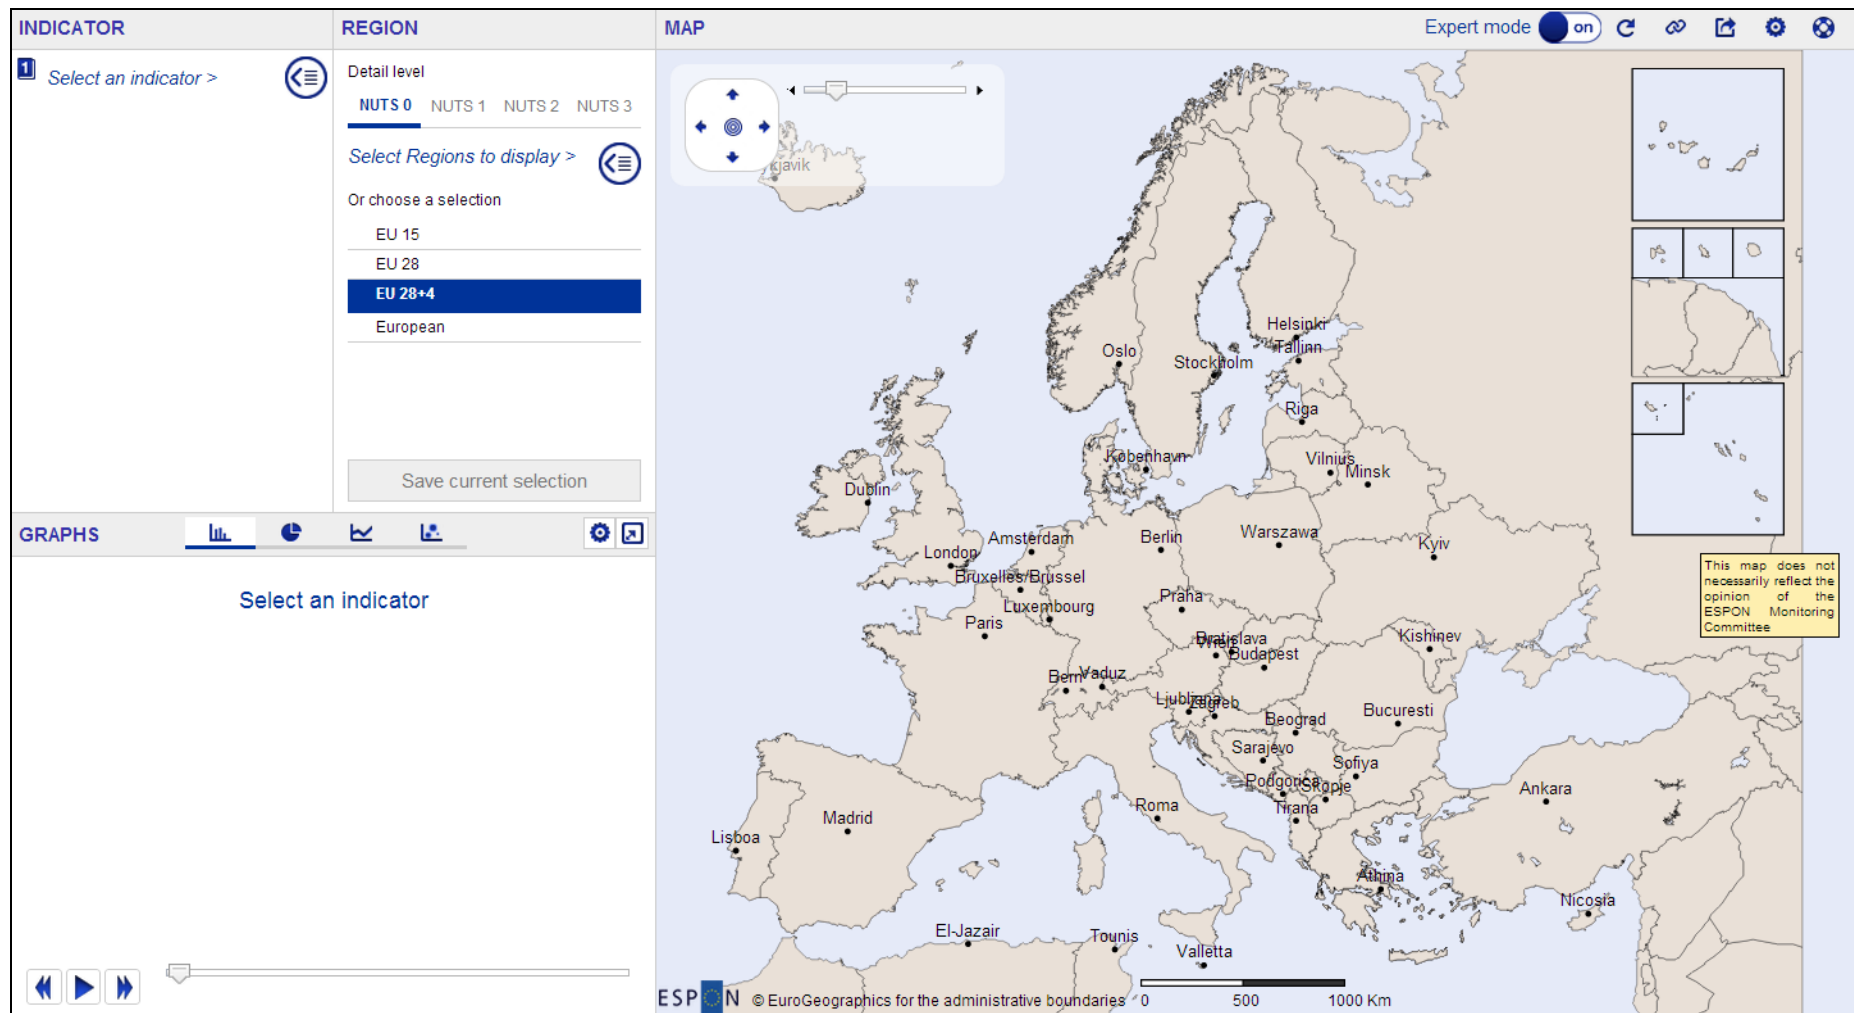 INDICATOR
REGION
MAP
Expert mode
on
1
Select an indicator >
Detail level
NUTS 0
NUTS 1
NUTS 2
NUTS 3
Select Regions to display >
Or choose a selection
EU 15
EU 28
EU 28+4
European
Save current selection
GRAPHS
Select an indicator
Helsinki
Tallinn
Oslo
Stockholm
Riga
København
Vilnius
Minsk
Dublin
Amsterdam
Berlin
Warszawa
Kyiv
London
Bruxelles/Brussel
Luxembourg
Praha
Paris
Bratislava
Wien
Budapest
Kishinev
Bern
Vaduz
Ljubljana
Zagreb
Beograd
Bucuresti
Sarajevo
Sofiya
Podgorica
Skopje
Tirana
Ankara
Roma
Madrid
Lisboa
Athina
Nicosia
El-Jazair
Tounis
Valletta
This map does not
necessarily reflect the
opinion of the
ESPON Monitoring
Committee
ESPON
© EuroGeographics for the administrative boundaries
0
500
1000 Km